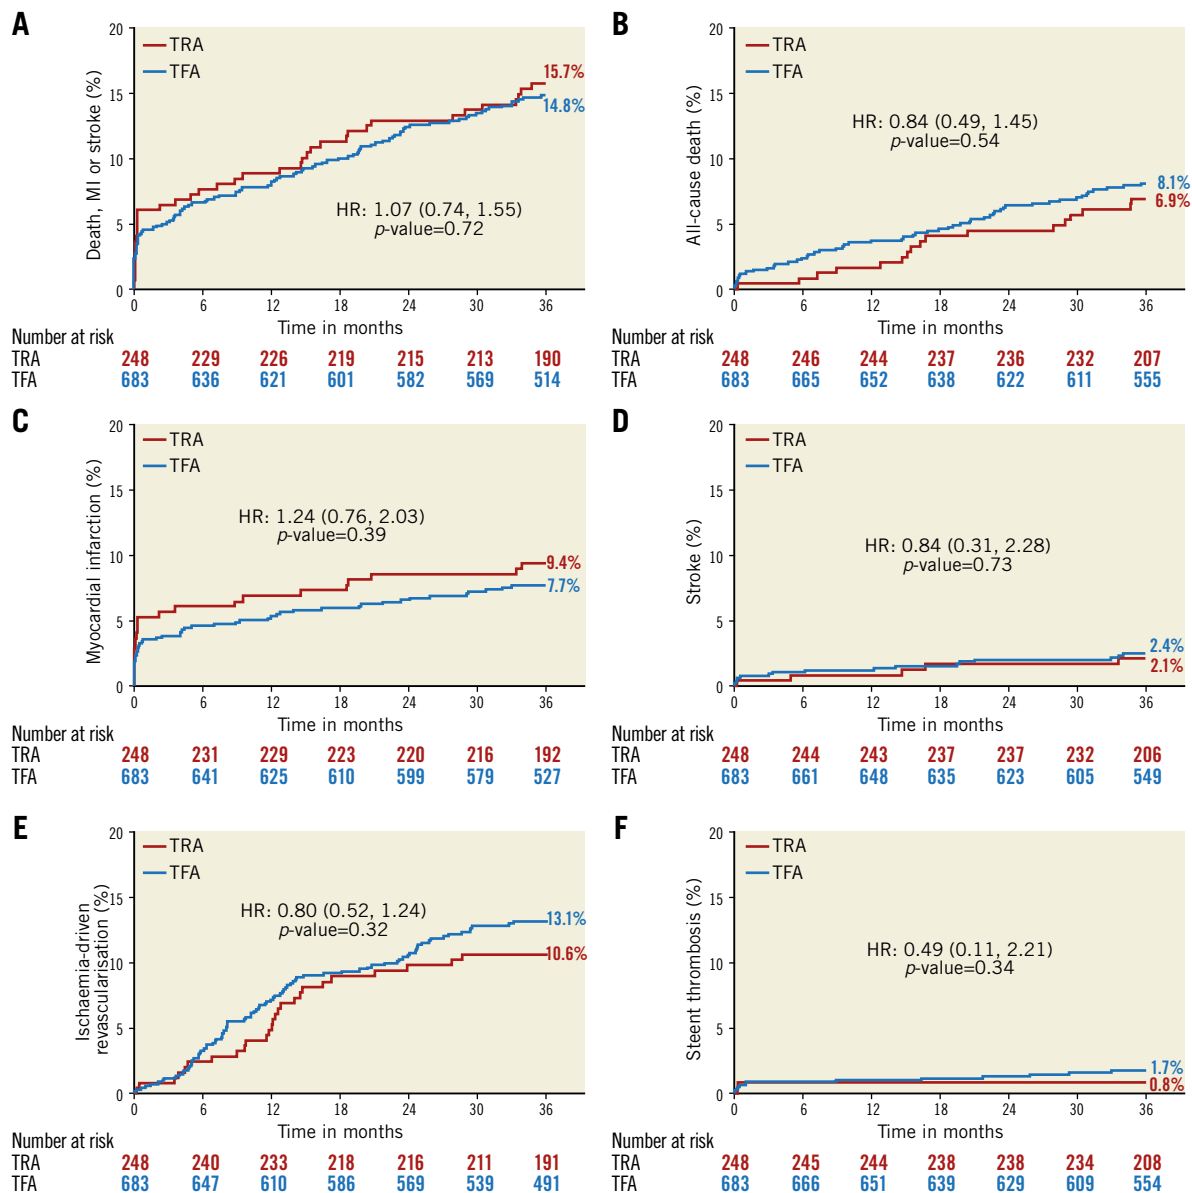 A
20
15
10
5
0
Death, MI or stroke (%)
TRA
TFA
15.7%
14.8%
HR: 1.07 (0.74, 1.55)
p-value=0.72
0 6 12 18 24 30 36
Time in months
Number at risk
TRA 248 229 226 219 215 213 190
TFA 683 636 621 601 582 569 514
B
20
15
10
5
0
All-cause death (%)
TRA
TFA
HR: 0.84 (0.49, 1.45)
p-value=0.54
8.1%
6.9%
0 6 12 18 24 30 36
Time in months
Number at risk
TRA 248 246 244 237 236 232 207
TFA 683 665 652 638 622 611 555
C
20
15
10
5
0
Myocardial infarction (%)
TRA
TFA
HR: 1.24 (0.76, 2.03)
p-value=0.39
9.4%
7.7%
0 6 12 18 24 30 36
Time in months
Number at risk
TRA 248 231 229 223 220 216 192
TFA 683 641 625 610 599 579 527
D
20
15
10
5
0
Stroke (%)
TRA
TFA
HR: 0.84 (0.31, 2.28)
p-value=0.73
2.4%
2.1%
0 6 12 18 24 30 36
Time in months
Number at risk
TRA 248 244 243 237 237 232 206
TFA 683 661 648 635 623 605 549
E
20
15
10
5
0
Ischaemia-driven
revascularisation (%)
TRA
TFA
HR: 0.80 (0.52, 1.24)
p-value=0.32
13.1%
10.6%
0 6 12 18 24 30 36
Time in months
Number at risk
TRA 248 240 233 218 216 211 191
TFA 683 647 610 586 569 539 491
F
20
15
10
5
0
Steent thrombosis (%)
TRA
TFA
HR: 0.49 (0.11, 2.21)
p-value=0.34
1.7%
0.8%
0 6 12 18 24 30 36
Time in months
Number at risk
TRA 248 245 244 238 238 234 208
TFA 683 666 651 639 629 609 554